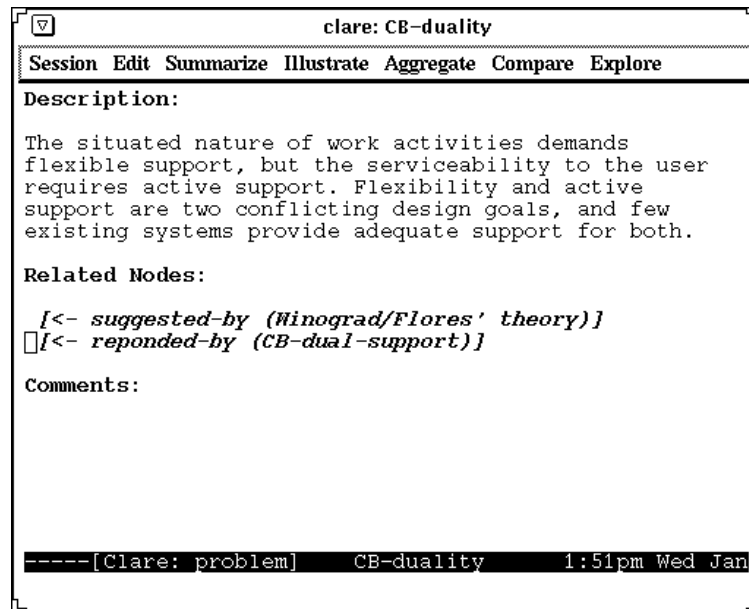 clare: CB-duality
Session Edit Summarize Illustrate Aggregate Compare Explore
Description:
The situated nature of work activities demands
flexible support, but the serviceability to the user
requires active support. Flexibility and active
support are two conflicting design goals, and few
existing systems provide adequate support for both.
Related Nodes:
[<- suggested-by (Winograd/Flores' theory)]
[<- reponded-by (CB-dual-support)]
Comments:
-----[Clare: problem] CB-duality 1:51pm Wed Jan